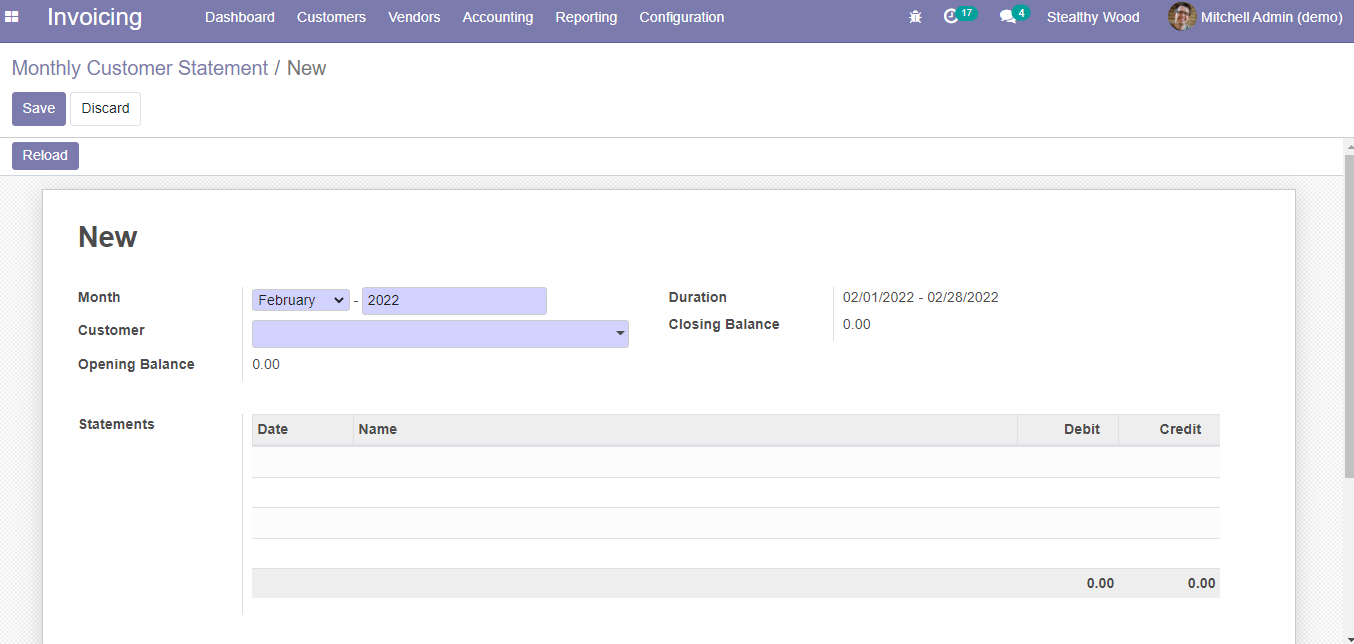 Invoicing Dashboard Customers Vendors Accounting Reporting Configuration 17 4 Stealthy Wood Mitchell Admin (demo)
Monthly Customer Statement / New
Save Discard
Reload
New
Month February - 2022 Duration 02/01/2022 - 02/28/2022
Customer Closing Balance 0.00
Opening Balance 0.00
Statements Date Name Debit Credit
0.00 0.00